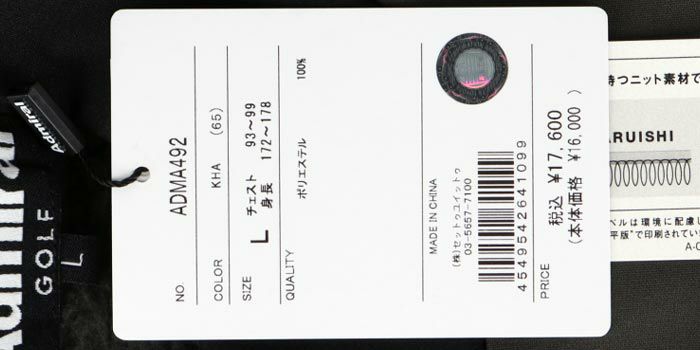 NO. ADMA492
COLOR KHA (65)
SIZE L チェスト 93〜99
身長 172〜178
QUALITY
ポリエステル 100%
MADE IN CHINA
(株)セットゥユイットゥ
03-5657-7100
4549542641099
PRICE 税込 ¥17,600
(本体価格 ¥16,000)
Admiral
GOLF
L
Admiral
持つニット素材で
ARUISHI
ベルは環境に配慮し
平版"で印刷されてい